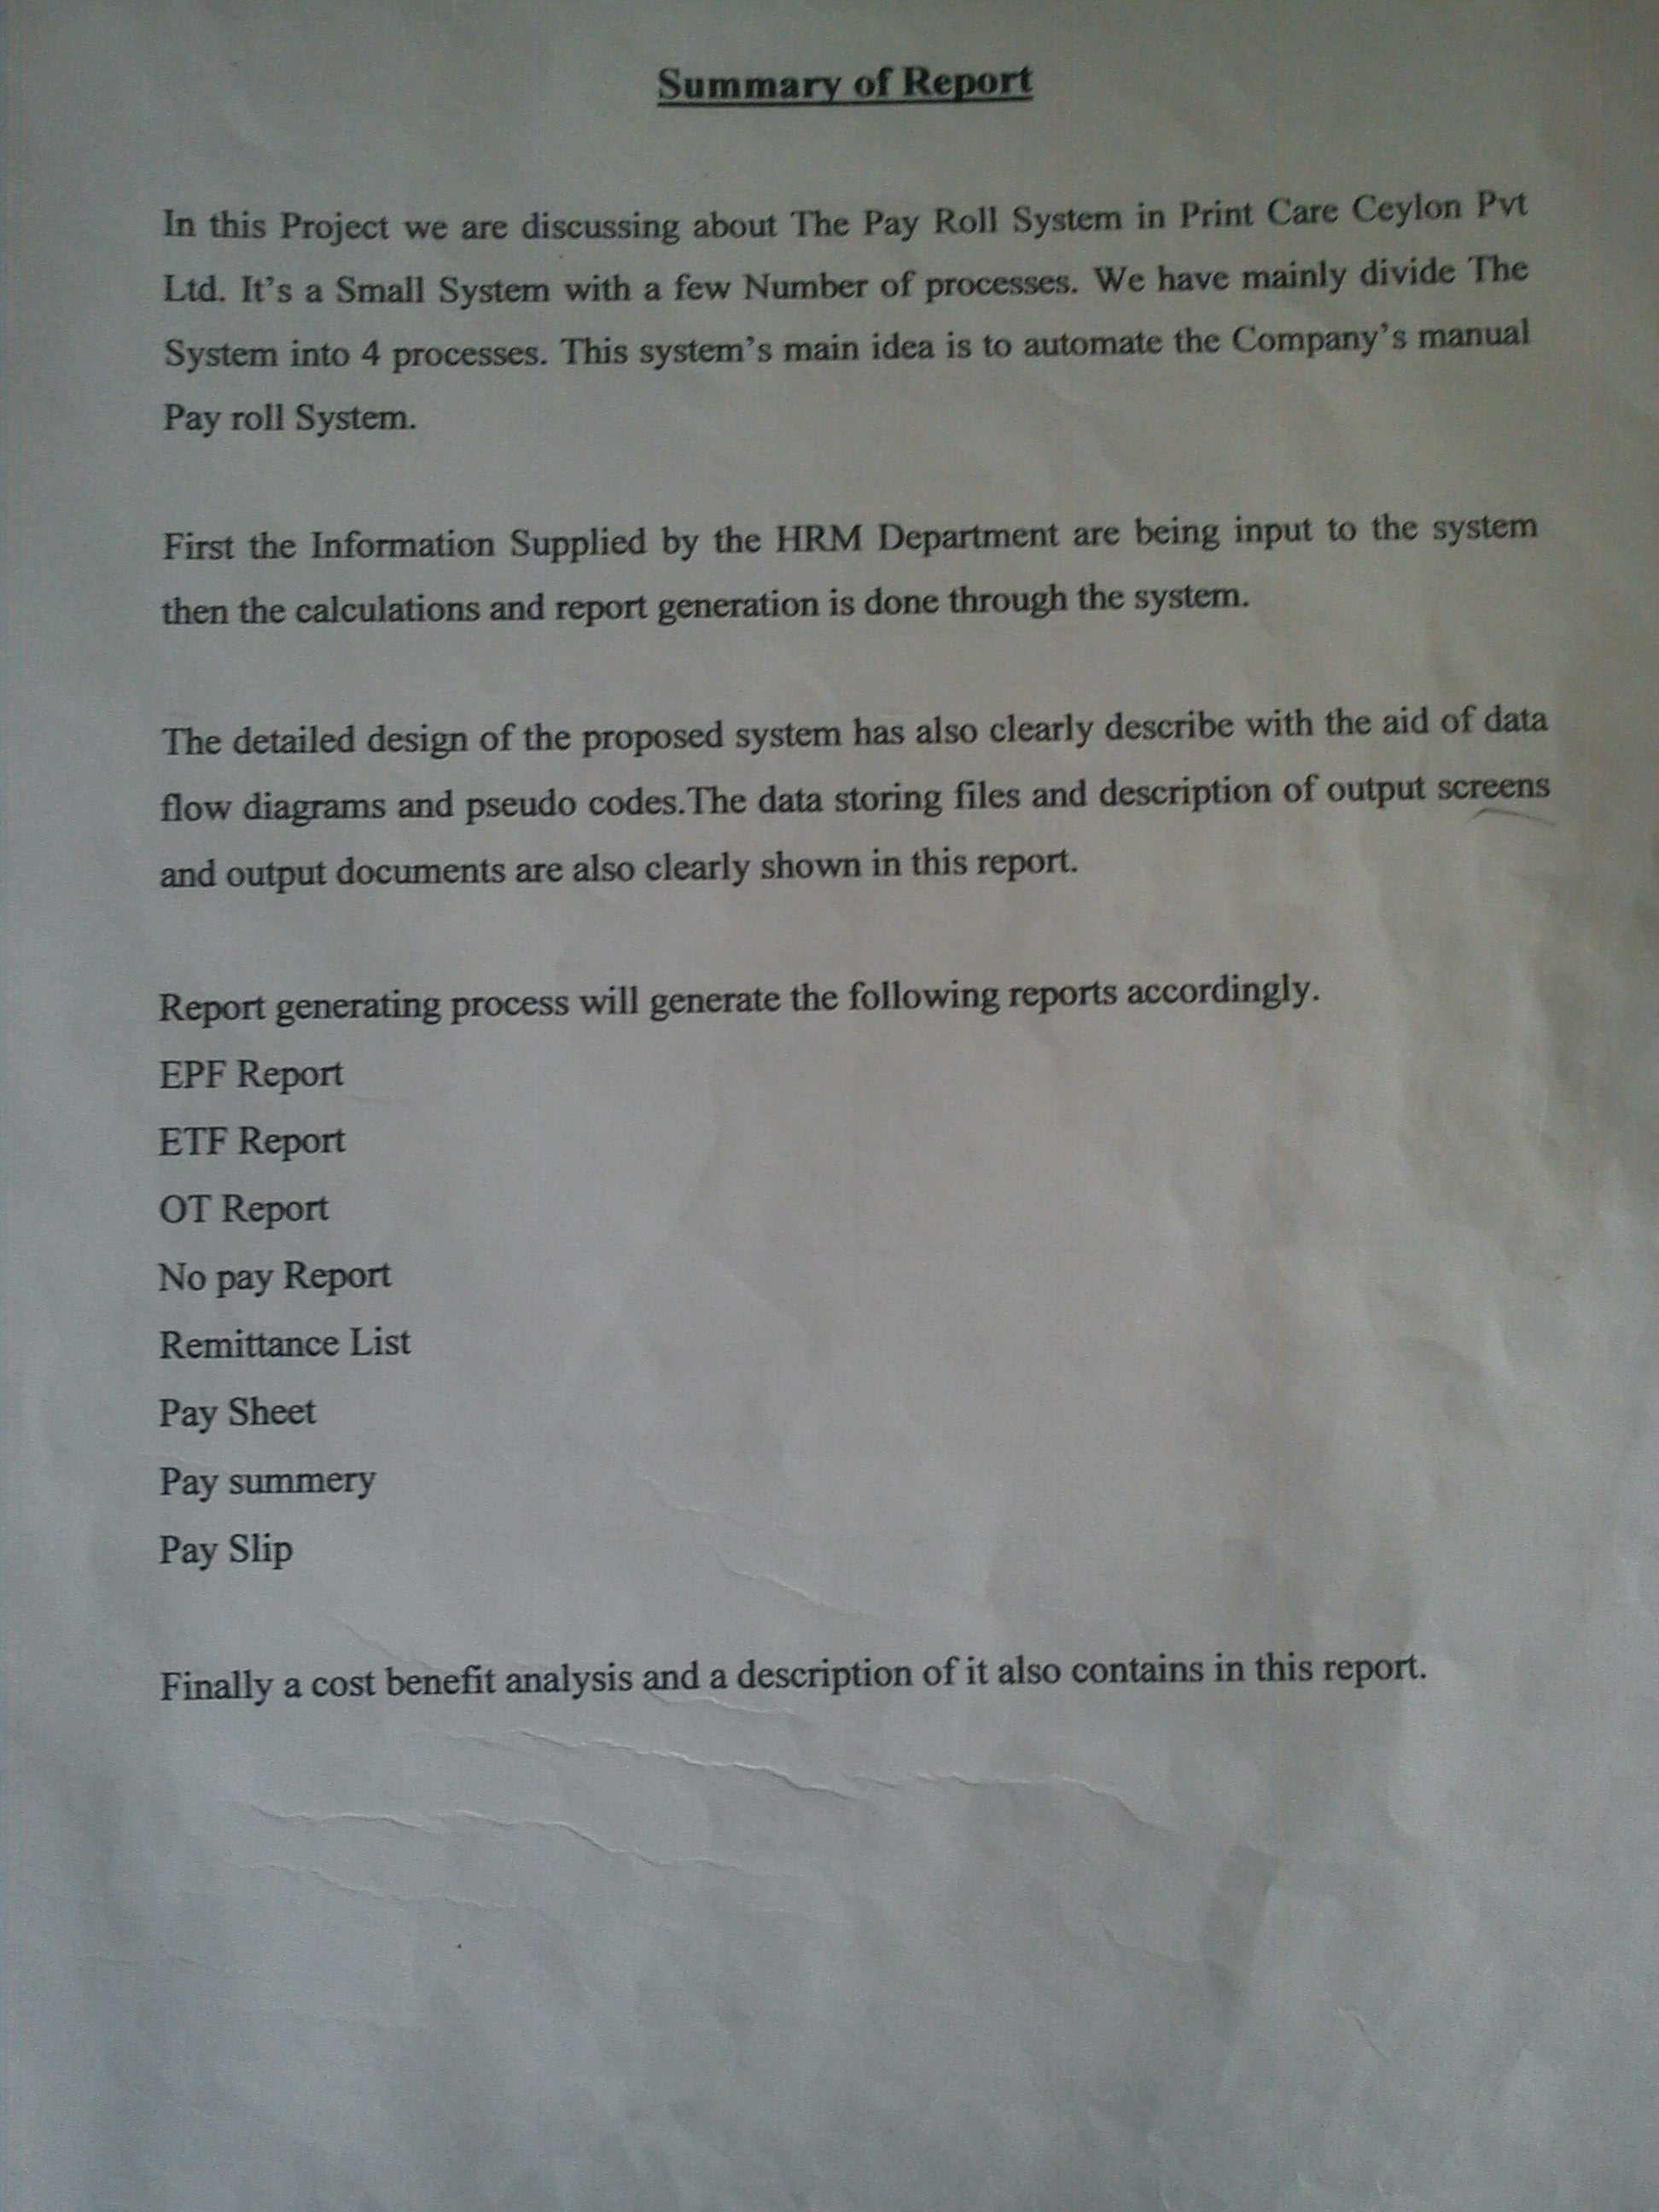 Summary of Report
In this Project we are discussing about The Pay Roll System in Print Care Ceylon Pvt
Ltd. It's a Small System with a few Number of processes. We have mainly divide The
System into 4 processes. This system's main idea is to automate the Company's manual
Pay roll System.
First the Information Supplied by the HRM Department are being input to the system
then the calculations and report generation is done through the system.
The detailed design of the proposed system has also clearly describe with the aid of data
flow diagrams and pseudo codes.The data storing files and description of output screens
and output documents are also clearly shown in this report.
Report generating process will generate the following reports accordingly.
EPF Report
ETF Report
OT Report
No pay Report
Remittance List
Pay Sheet
Pay summery
Pay Slip
Finally a cost benefit analysis and a description of it also contains in this report.